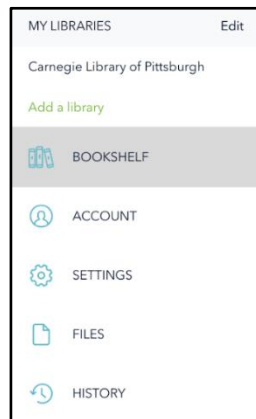 MY LIBRARIES Edit
Carnegie Library of Pittsburgh
Add a library
BOOKSHELF
ACCOUNT
SETTINGS
FILES
HISTORY